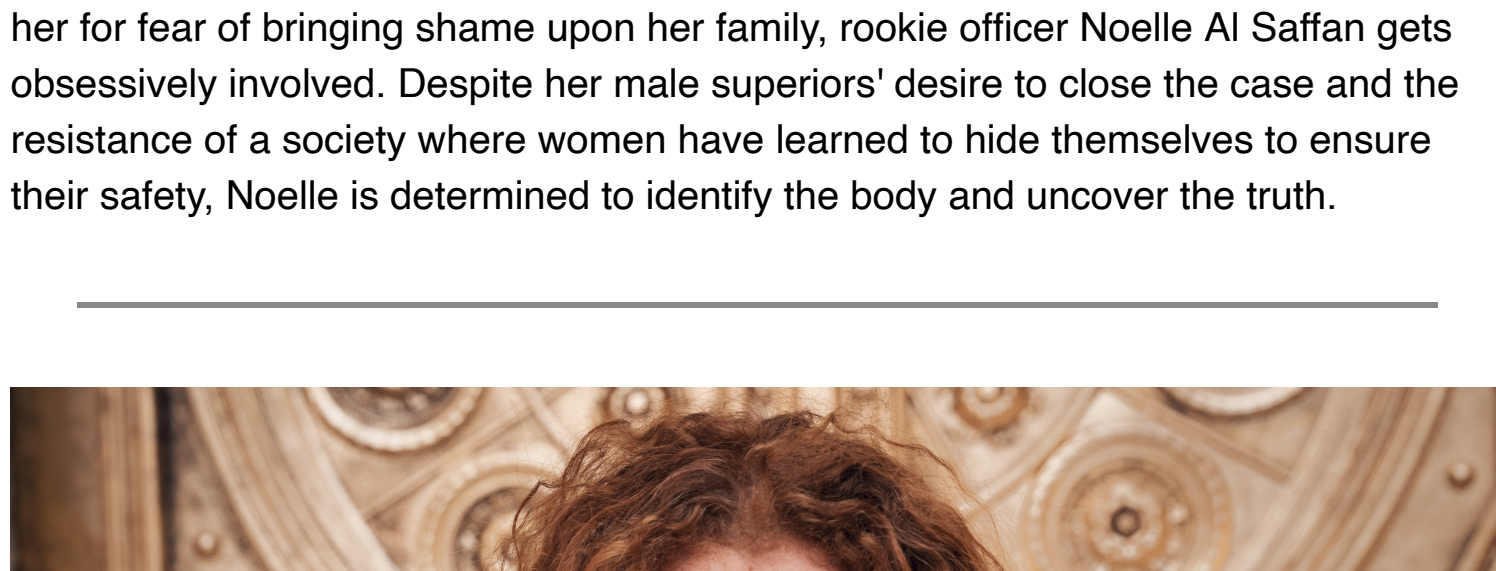 her for fear of bringing shame upon her family, rookie officer Noelle Al Saffan gets
obsessively involved. Despite her male superiors' desire to close the case and the
resistance of a society where women have learned to hide themselves to ensure
their safety, Noelle is determined to identify the body and uncover the truth.